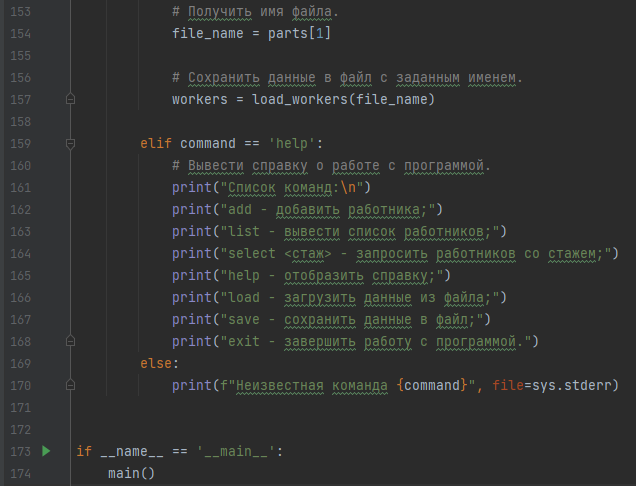 153 # Получить имя файла.
154 file_name = parts[1]
155
156 # Сохранить данные в файл с заданным именем.
157 workers = load_workers(file_name)
158
159 elif command == 'help':
160 # Вывести справку о работе с программой.
161 print("Список команд:\n")
162 print("add - добавить работника;")
163 print("list - вывести список работников;")
164 print("select <стаж> - запросить работников со стажем;")
165 print("help - отобразить справку;")
166 print("load - загрузить данные из файла;")
167 print("save - сохранить данные в файл;")
168 print("exit - завершить работу с программой.")
169 else:
170 print(f"Неизвестная команда {command}", file=sys.stderr)
171
172
173 if __name__ == '__main__':
174 main()